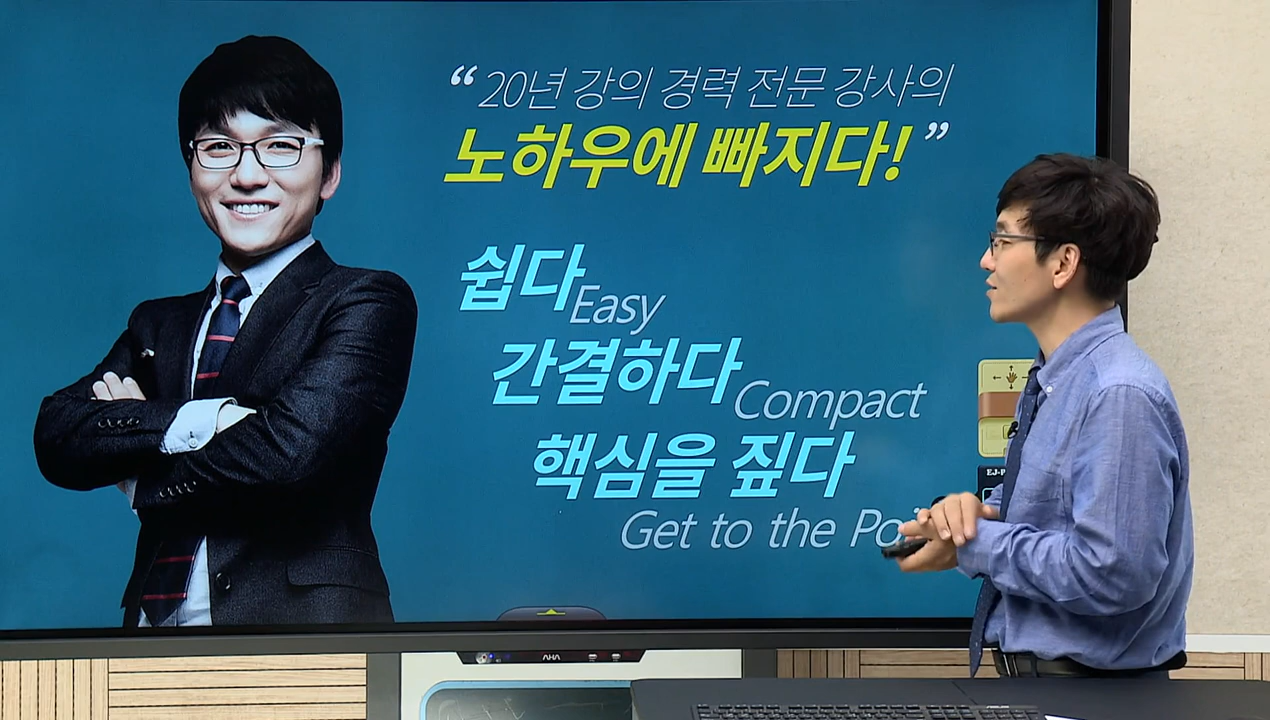 “ 20년 강의 경력 전문 강사의
노하우에 빠지다! ”
쉽다 Easy
간결하다 Compact
핵심을 짚다
Get to the
AHA